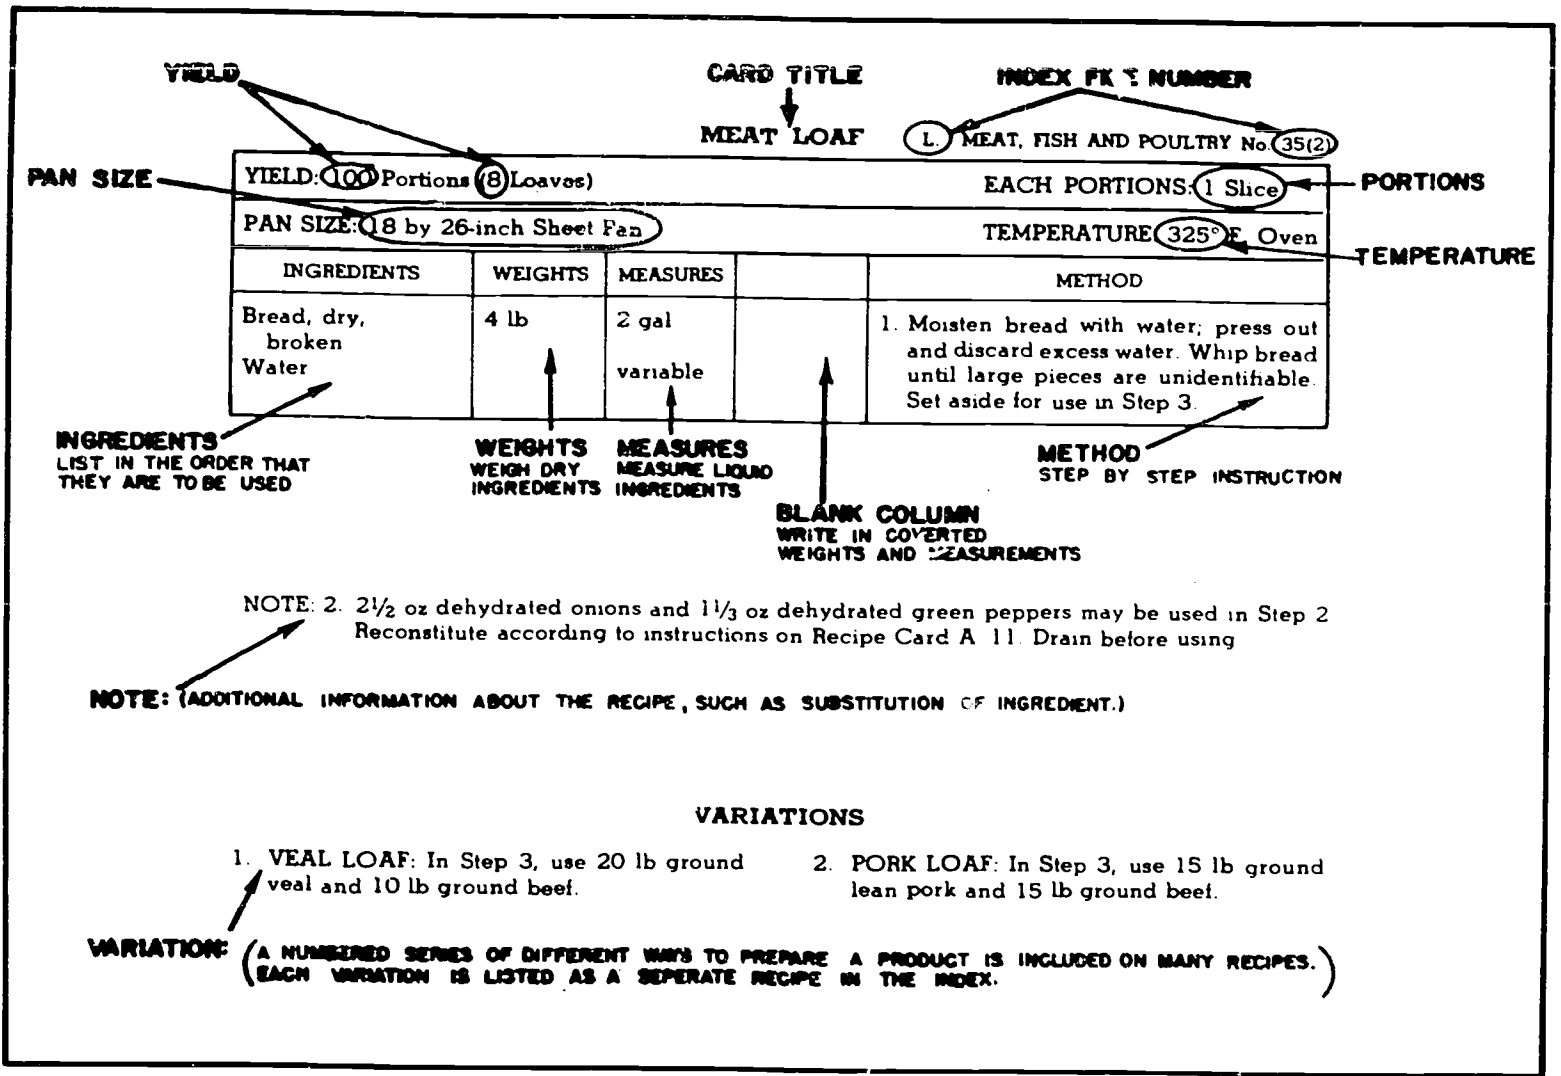 YIELD
CARD TITLE
INDEX NUMBER
MEAT LOAF
L. MEAT, FISH AND POULTRY No. 35(2)
PAN SIZE
YIELD: 100 Portions (8 Loaves)
EACH PORTIONS: 1 Slice
PORTIONS
PAN SIZE: 18 by 26-inch Sheet Pan
TEMPERATURE 325° F. Oven
TEMPERATURE
INGREDIENTS
WEIGHTS
MEASURES
METHOD
Bread, dry,
broken
Water
4 lb
2 gal
variable
1. Moisten bread with water; press out
and discard excess water. Whip bread
until large pieces are unidentifiable.
Set aside for use in Step 3.
INGREDIENTS
LIST IN THE ORDER THAT
THEY ARE TO BE USED
WEIGHTS
WEIGH DRY
INGREDIENTS
MEASURES
MEASURE LIQUID
INGREDIENTS
METHOD
STEP BY STEP INSTRUCTION
BLANK COLUMN
WRITE IN COVERTED
WEIGHTS AND MEASUREMENTS
NOTE: 2. 2½ oz dehydrated onions and 1⅓ oz dehydrated green peppers may be used in Step 2
Reconstitute according to instructions on Recipe Card A 11. Drain before using
NOTE: (ADDITIONAL INFORMATION ABOUT THE RECIPE, SUCH AS SUBSTITUTION OF INGREDIENT.)
VARIATIONS
1. VEAL LOAF: In Step 3, use 20 lb ground
veal and 10 lb ground beef.
2. PORK LOAF: In Step 3, use 15 lb ground
lean pork and 15 lb ground beef.
VARIATION: (A NUMBERED SERIES OF DIFFERENT WAYS TO PREPARE A PRODUCT IS INCLUDED ON MANY RECIPES.
EACH VARIATION IS LISTED AS A SEPERATE RECIPE IN THE INDEX.)